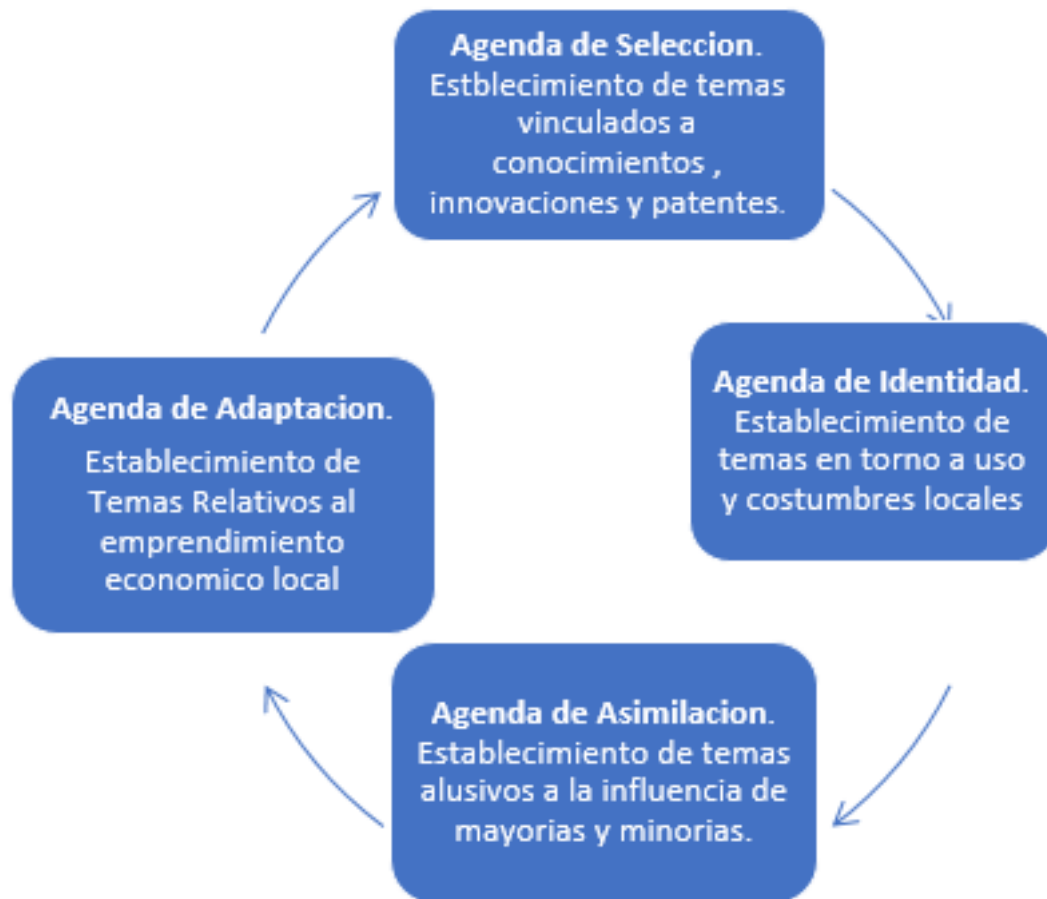 Agenda de Seleccion.
Estblecimiento de temas
vinculados a
conocimientos ,
innovaciones y patentes.
Agenda de Identidad.
Establecimiento de
temas en torno a uso
y costumbres locales
Agenda de Asimilacion.
Establecimiento de temas
alusivos a la influencia de
mayorias y minorias.
Agenda de Adaptacion.
Establecimiento de
Temas Relativos al
emprendimiento
economico local